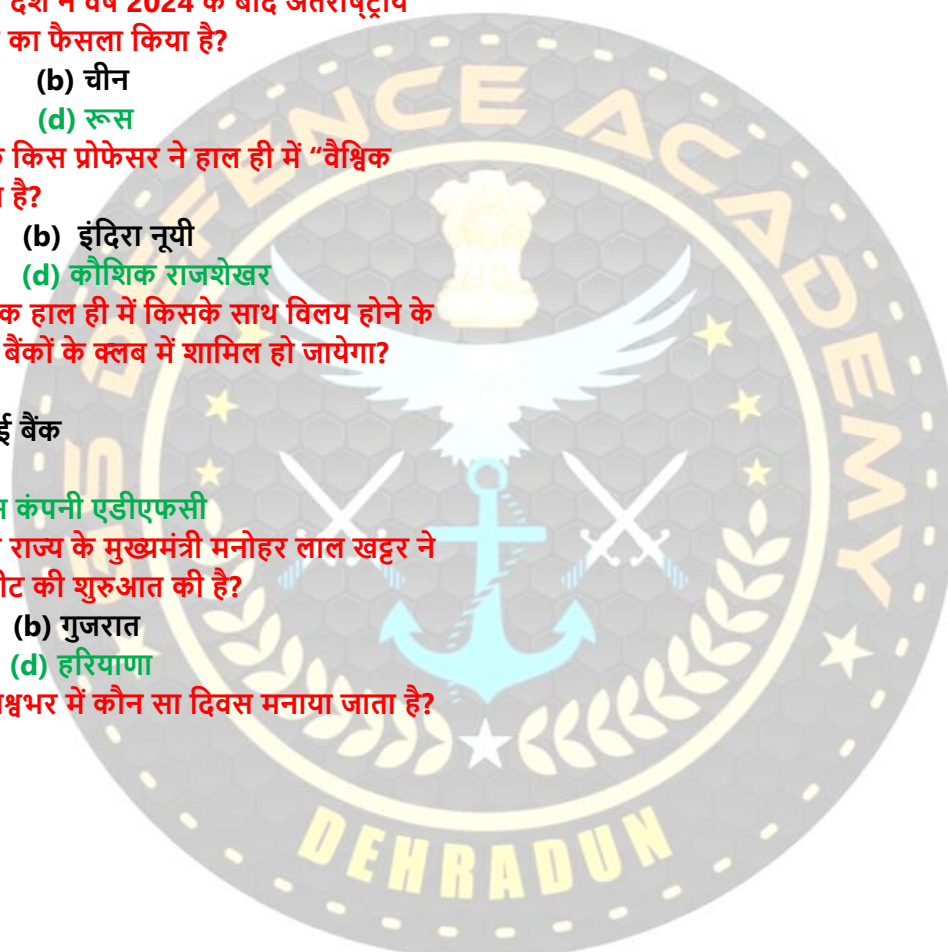 देश ने वर्ष 2024 के बाद अंतर्राष्ट्रीय
का फैसला किया है?
(b) चीन
(d) रूस
किस प्रोफेसर ने हाल ही में “वैश्विक
है?
(b) इंदिरा नूयी
(d) कौशिक राजशेखर
हाल ही में किसके साथ विलय होने के
बैंकों के क्लब में शामिल हो जायेगा?
बैंक
कंपनी एडीएफसी
राज्य के मुख्यमंत्री मनोहर लाल खट्टर ने
की शुरुआत की है?
(b) गुजरात
(d) हरियाणा
में कौन सा दिवस मनाया जाता है?
GS DEFENCE ACADEMY
DEHRADUN